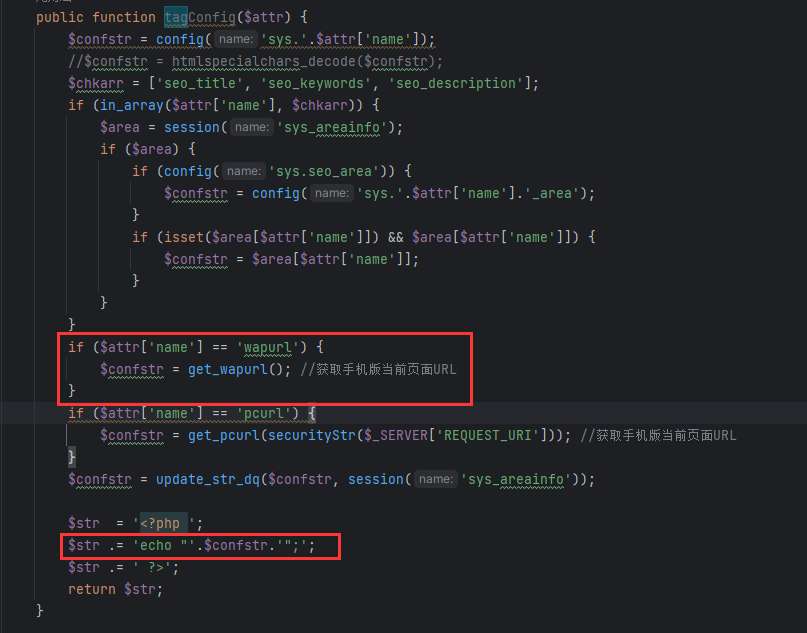 public function tagConfig($attr) {
$confstr = config( name: 'sys.'.$attr['name']);
//$confstr = htmlspecialchars_decode($confstr);
$chkarr = ['seo_title', 'seo_keywords', 'seo_description'];
if (in_array($attr['name'], $chkarr)) {
$area = session( name: 'sys_areainfo');
if ($area) {
if (config( name: 'sys.seo_area')) {
$confstr = config( name: 'sys.'.$attr['name'].'_area');
}
if (isset($area[$attr['name']]) && $area[$attr['name']]) {
$confstr = $area[$attr['name']];
}
}
}
if ($attr['name'] == 'wapurl') {
$confstr = get_wapurl(); //获取手机版当前页面URL
}
if ($attr['name'] == 'pcurl') {
$confstr = get_pcurl(securityStr($_SERVER['REQUEST_URI'])); //获取手机版当前页面URL
}
$confstr = update_str_dq($confstr, session( name: 'sys_areainfo'));
$str = '<?php ';
$str .= 'echo "'.$confstr.'";';
$str .= ' ?>';
return $str;
}